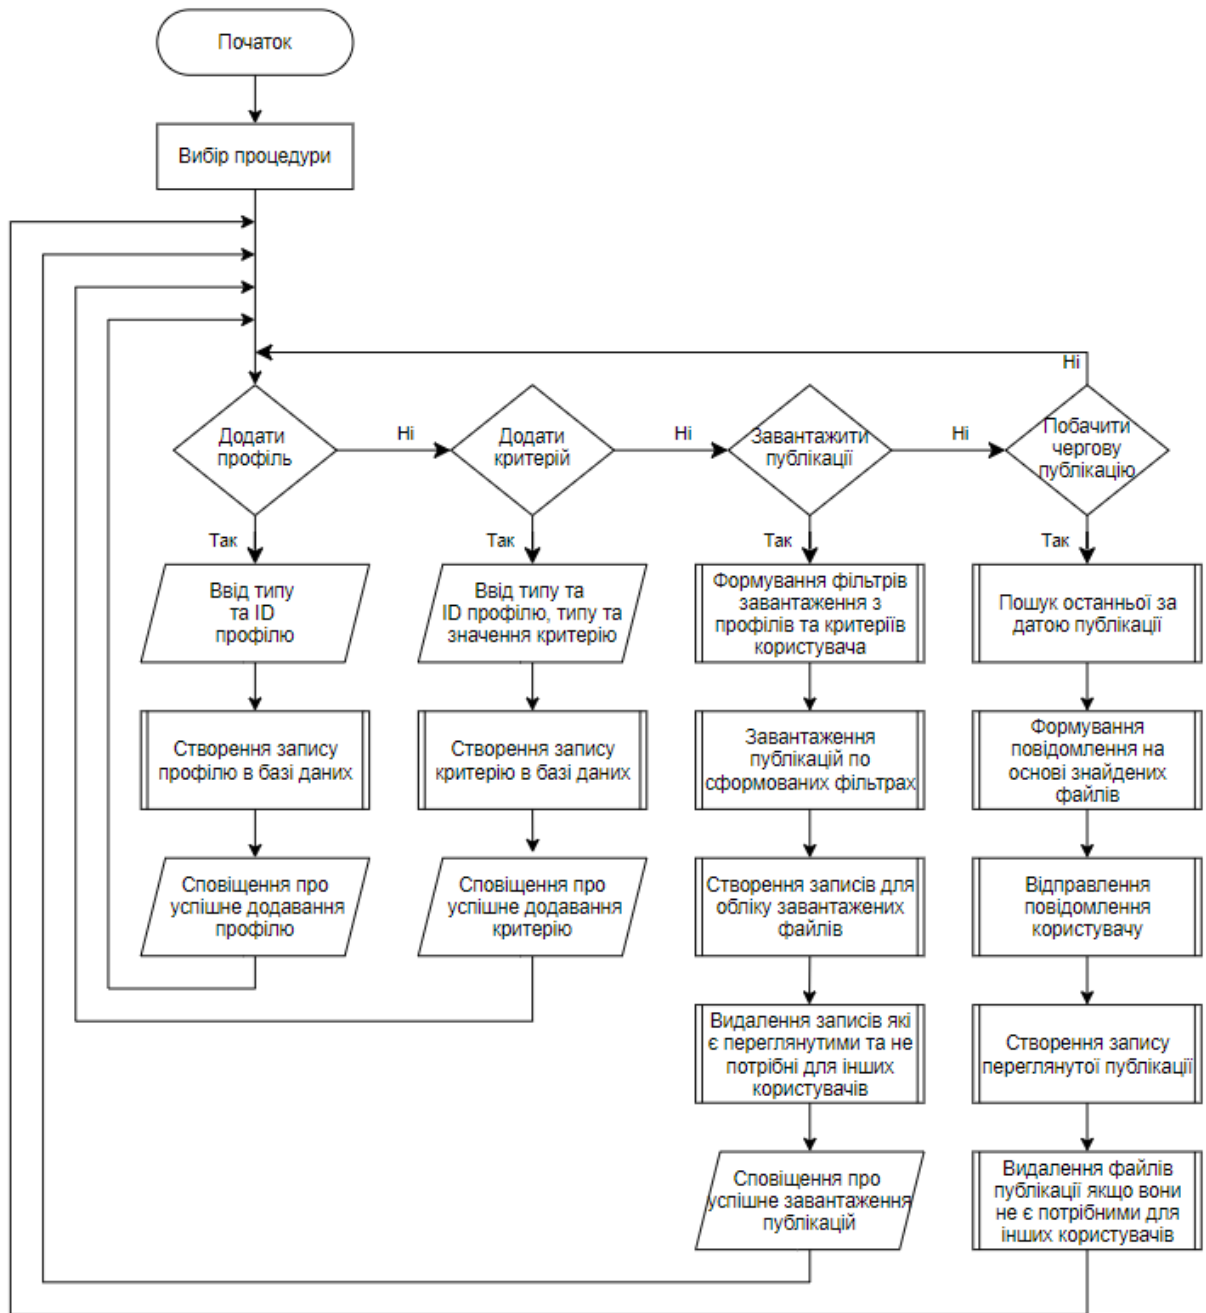 Початок
Вибір процедури
Ні
Додати
профіль
Ні
Додати
критерій
Ні
Завантажити
публікації
Ні
Побачити
чергову
публікацію
Так
Так
Так
Так
Ввід типу
та ID
профілю
Ввід типу та
ID профілю, типу та
значення критерію
Формування фільтрів
завантаження з
профілів та критеріїв
користувача
Пошук останньої за
датою публікації
Створення запису
профілю в базі даних
Створення запису
критерію в базі даних
Завантаження
публікацій по
сформованих фільтрах
Формування
повідомлення на
основі знайдених
файлів
Сповіщення про
успішне додавання
профілю
Сповіщення про
успішне додавання
критерію
Створення записів для
обліку завантажених
файлів
Відправлення
повідомлення
користувачу
Видалення записів які
є переглянутими та не
потрібні для інших
користувачів
Створення запису
переглянутої публікації
Сповіщення про
успішне завантаження
публікацій
Видалення файлів
публікації якщо вони
не є потрібними для
інших користувачів